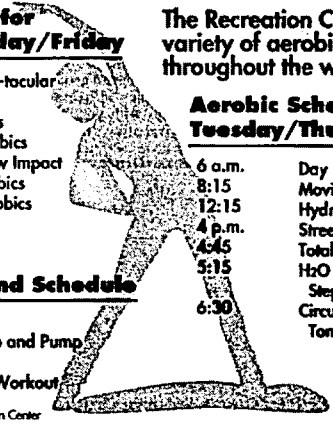 for
day/Friday
-tacular
s
bics
w Impact
bics
obics
nd Schedule
o and Pump
Workout
n Center
The Recreation C
variety of aerobi
throughout the w
Aerobic Sche
Tuesday/Thu
6 a.m. Day
8:15 Movi
12:15 Hydr
4 p.m. Stree
4:45 Total
5:15 H2O
Step
6:30 Circu
Ton